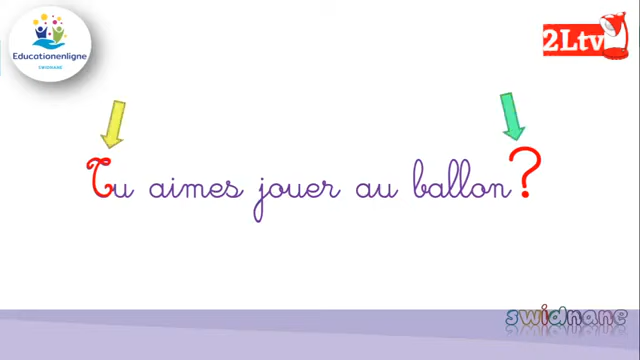 Educationenligne
SWIDNANE
2Ltv
Tu aimes jouer au ballon?
swidnane